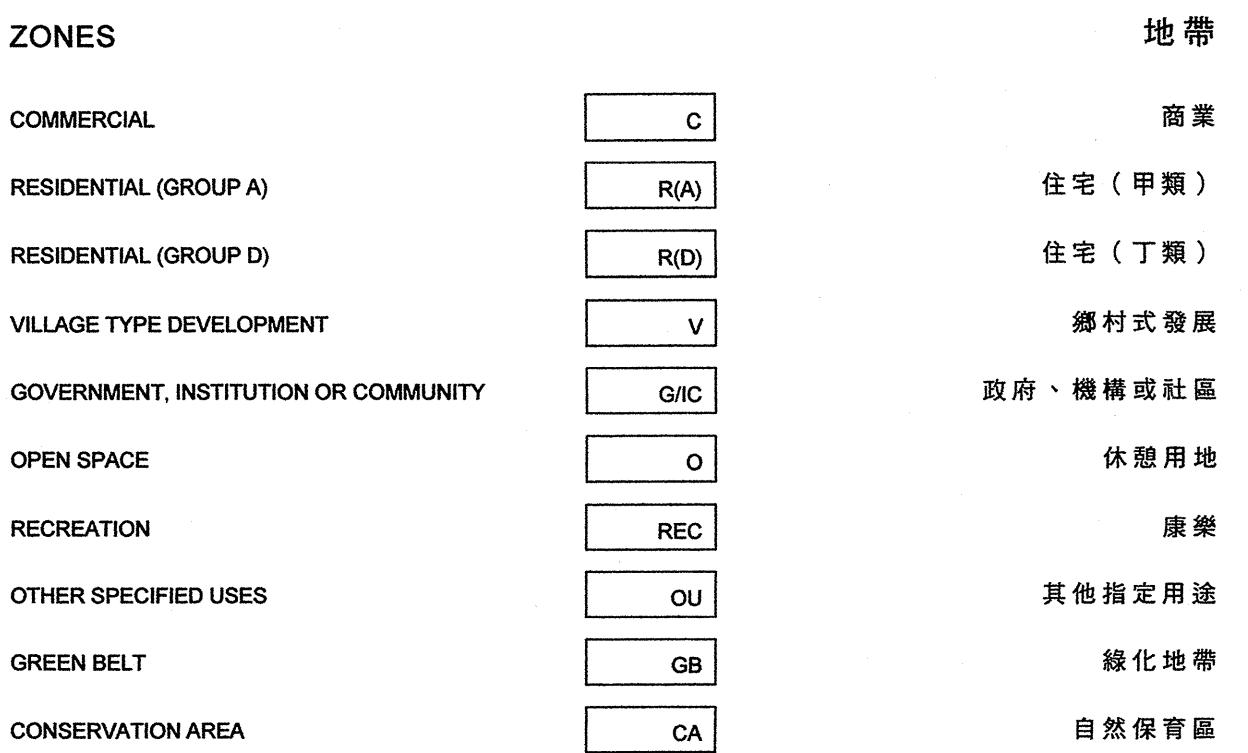 ZONES 地帶
COMMERCIAL C 商業
RESIDENTIAL (GROUP A) R(A) 住宅（甲類）
RESIDENTIAL (GROUP D) R(D) 住宅（丁類）
VILLAGE TYPE DEVELOPMENT V 鄉村式發展
GOVERNMENT, INSTITUTION OR COMMUNITY G/IC 政府、機構或社區
OPEN SPACE O 休憩用地
RECREATION REC 康樂
OTHER SPECIFIED USES OU 其他指定用途
GREEN BELT GB 綠化地帶
CONSERVATION AREA CA 自然保育區